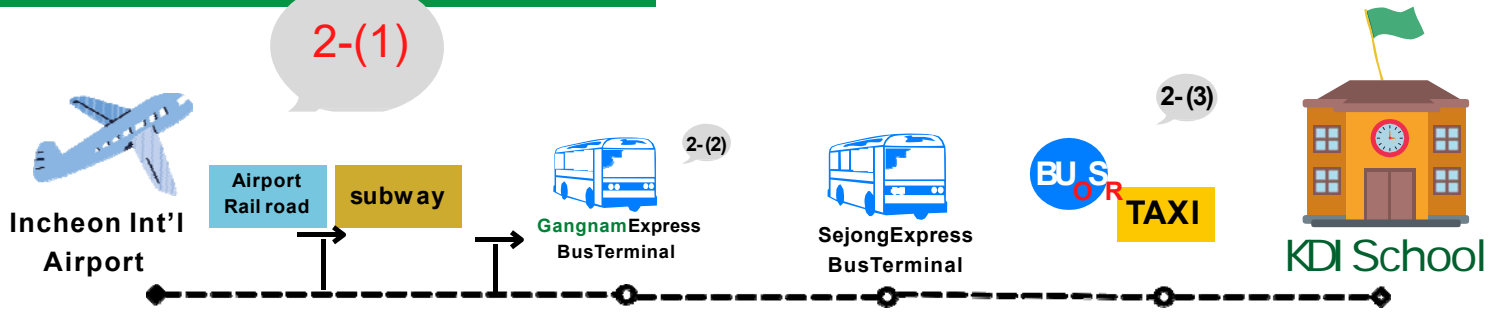 2-(1)
2-(3)
2-(2)
Airport
Rail road
subway
BUS
OR
TAXI
Incheon Int'l
Airport
GangnamExpress
BusTerminal
SejongExpress
BusTerminal
KDI School